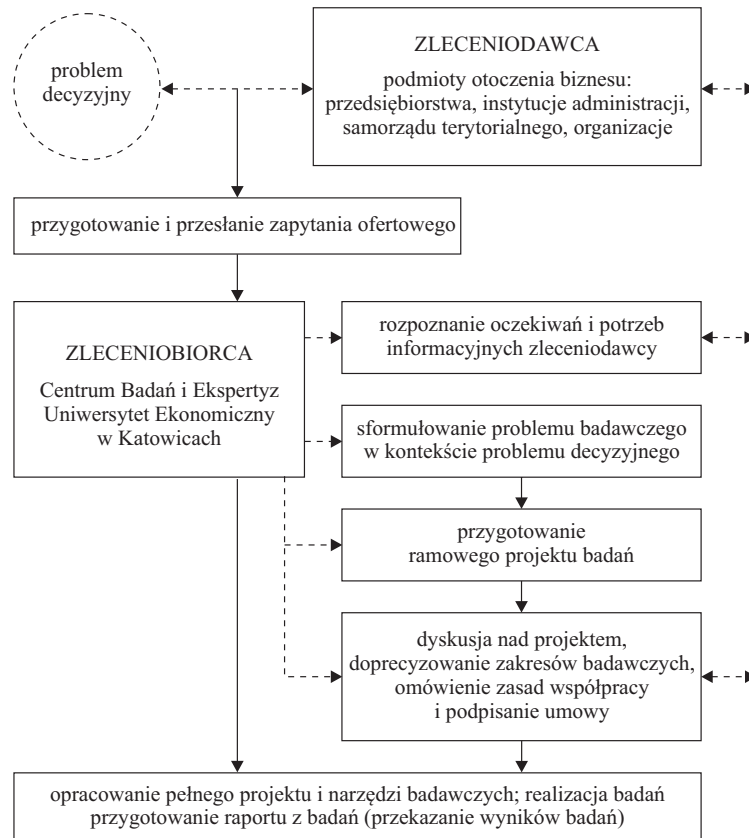 problem
decyzyjny
ZLECENIODAWCA
podmioty otoczenia biznesu:
przedsiębiorstwa, instytucje administracji,
samorządu terytorialnego, organizacje
przygotowanie i przesłanie zapytania ofertowego
ZLECENIOBIORCA
Centrum Badań i Ekspertyz
Uniwersytet Ekonomiczny
w Katowicach
rozpoznanie oczekiwań i potrzeb
informacyjnych zleceniodawcy
sformułowanie problemu badawczego
w kontekście problemu decyzyjnego
przygotowanie
ramowego projektu badań
dyskusja nad projektem,
doprecyzowanie zakresów badawczych,
omówienie zasad współpracy
i podpisanie umowy
opracowanie pełnego projektu i narzędzi badawczych; realizacja badań
przygotowanie raportu z badań (przekazanie wyników badań)